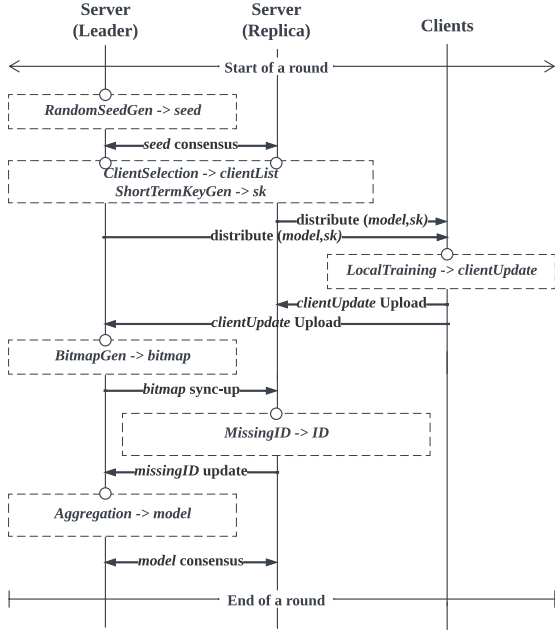 Server
(Leader)
Server
(Replica)
Clients
Start of a round
RandomSeedGen -> seed
seed consensus
ClientSelection -> clientList
ShortTermKeyGen -> sk
distribute (model,sk)
distribute (model,sk)
LocalTraining -> clientUpdate
clientUpdate Upload
clientUpdate Upload
BitmapGen -> bitmap
bitmap sync-up
MissingID -> ID
missingID update
Aggregation -> model
model consensus
End of a round